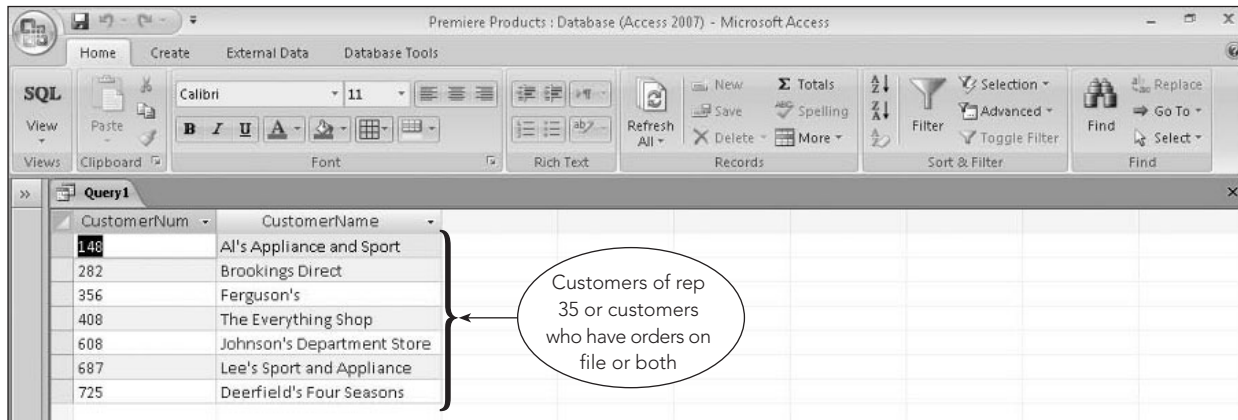 Premiere Products : Database (Access 2007) - Microsoft Access
Home Create External Data Database Tools
SQL
View
Views
Paste
Clipboard
Calibri 11
B I U A
Font
Rich Text
Refresh
All
New
Save
Delete
Σ Totals
Spelling
More
Records
Filter
Selection
Advanced
Toggle Filter
Sort & Filter
Find
Replace
Go To
Select
Find
Query1
CustomerNum CustomerName
148 Al's Appliance and Sport
282 Brookings Direct
356 Ferguson's
408 The Everything Shop
608 Johnson's Department Store
687 Lee's Sport and Appliance
725 Deerfield's Four Seasons
Customers of rep
35 or customers
who have orders on
file or both